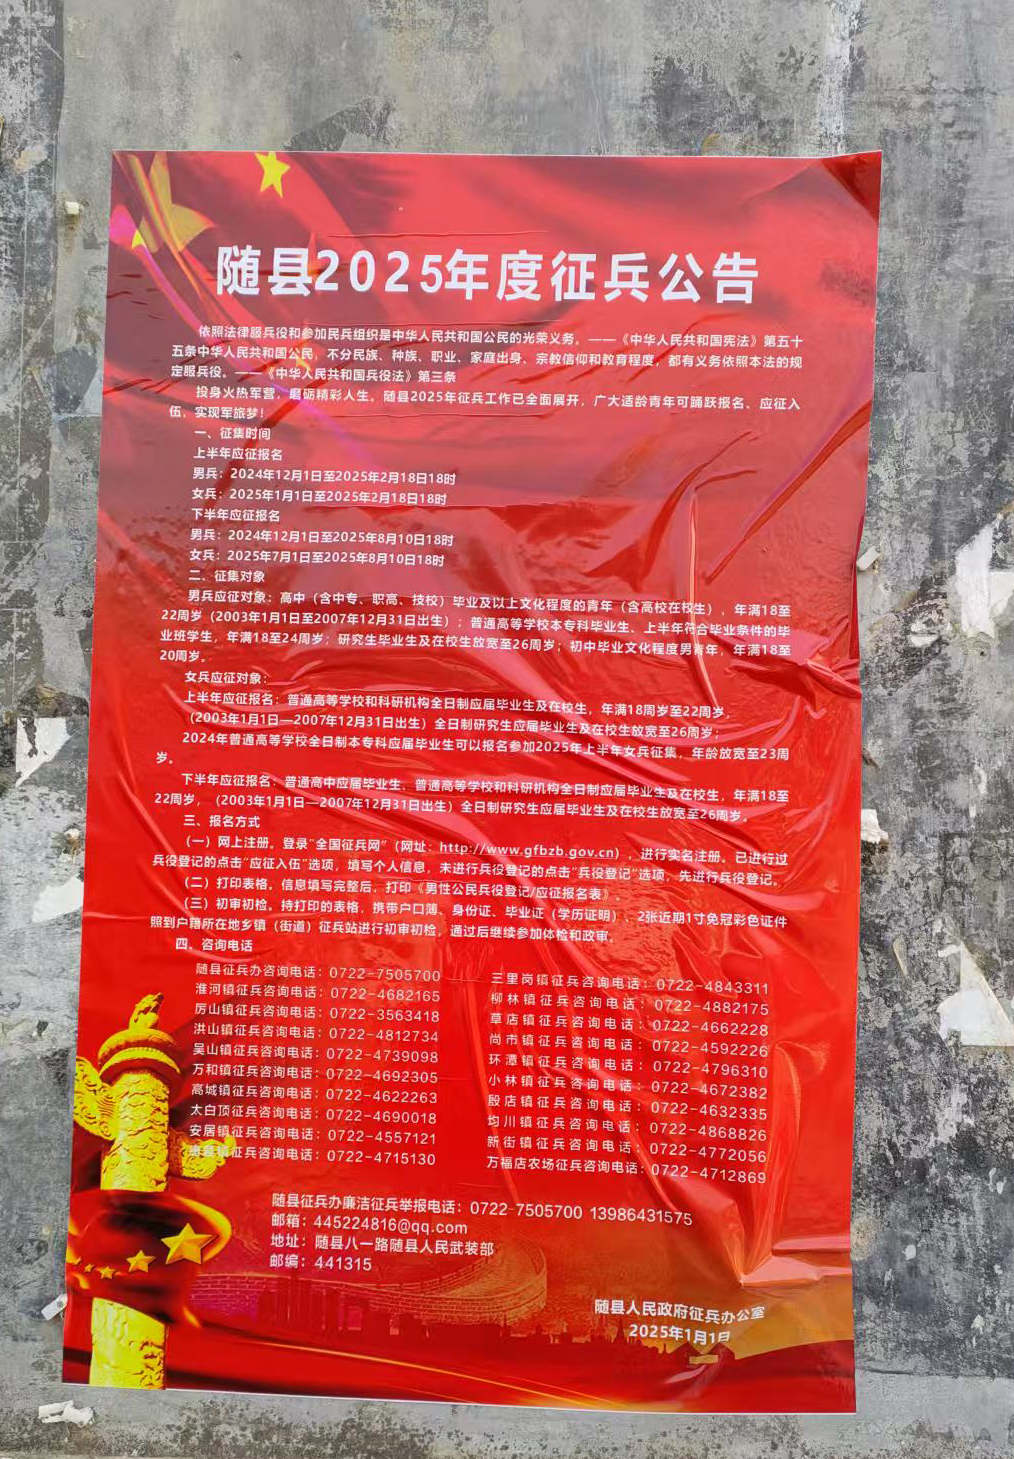 随县2025年度征兵公告
依照法律服兵役和参加民兵组织是中华人民共和国公民的光荣义务。——《中华人民共和国宪法》第五十
五条中华人民共和国公民，不分民族、种族、职业、家庭出身、宗教信仰和教育程度，都有义务依照本法的规
定服兵役。——《中华人民共和国兵役法》第三条
投身火热军营，磨砺精彩人生。随县2025年征兵工作已全面展开，广大适龄青年可踊跃报名、应征入
伍，实现军旅梦！
一、征集时间
上半年应征报名
男兵：2024年12月1日至2025年2月18日18时
女兵：2025年1月1日至2025年2月18日18时
下半年应征报名
男兵：2024年12月1日至2025年8月10日18时
女兵：2025年7月1日至2025年8月10日18时
二、征集对象
男兵应征对象：高中（含中专、职高、技校）毕业及以上文化程度的青年（含高校在校生），年满18至
22周岁（2003年1月1日至2007年12月31日出生）；普通高等学校本专科毕业生、上半年符合毕业条件的毕
业班学生，年满18至24周岁；研究生毕业生及在校生放宽至26周岁；初中毕业文化程度男青年，年满18至
20周岁。
女兵应征对象：
上半年应征报名：普通高等学校和科研机构全日制应届毕业生及在校生，年满18周岁至22周岁，
（2003年1月1日—2007年12月31日出生）全日制研究生应届毕业生及在校生放宽至26周岁；
2024年普通高等学校全日制本专科应届毕业生可以报名参加2025年上半年女兵征集，年龄放宽至23周
岁。
下半年应征报名：普通高中应届毕业生、普通高等学校和科研机构全日制应届毕业生及在校生，年满18至
22周岁，（2003年1月1日—2007年12月31日出生）全日制研究生应届毕业生及在校生放宽至26周岁。
三、报名方式
（一）网上注册。登录“全国征兵网”（网址：http://www.gfbzb.gov.cn），进行实名注册。已进行过
兵役登记的点击“应征入伍”选项，填写个人信息，未进行兵役登记的点击“兵役登记”选项，先进行兵役登记。
（二）打印表格。信息填写完整后，打印《男性公民兵役登记/应征报名表》。
（三）初审初检。持打印的表格，携带户口簿、身份证、毕业证（学历证明）、2张近期1寸免冠彩色证件
照到户籍所在地乡镇（街道）征兵站进行初审初检，通过后继续参加体检和政审。
四、咨询电话
随县征兵办咨询电话：0722-7505700
淮河镇征兵咨询电话：0722-4682165
厉山镇征兵咨询电话：0722-3563418
洪山镇征兵咨询电话：0722-4812734
吴山镇征兵咨询电话：0722-4739098
万和镇征兵咨询电话：0722-4692305
高城镇征兵咨询电话：0722-4622263
太白顶征兵咨询电话：0722-4690018
安居镇征兵咨询电话：0722-4557121
唐县镇征兵咨询电话：0722-4715130
三里岗镇征兵咨询电话：0722-4843311
柳林镇征兵咨询电话：0722-4882175
草店镇征兵咨询电话：0722-4662228
尚市镇征兵咨询电话：0722-4592226
环潭镇征兵咨询电话：0722-4796310
小林镇征兵咨询电话：0722-4672382
殷店镇征兵咨询电话：0722-4632335
均川镇征兵咨询电话：0722-4868826
新街镇征兵咨询电话：0722-4772056
万福店农场征兵咨询电话：0722-4712869
随县征兵办廉洁征兵举报电话：0722-7505700 13986431575
邮箱：445224816@qq.com
地址：随县八一路随县人民武装部
邮编：441315
随县人民政府征兵办公室
2025年1月1日